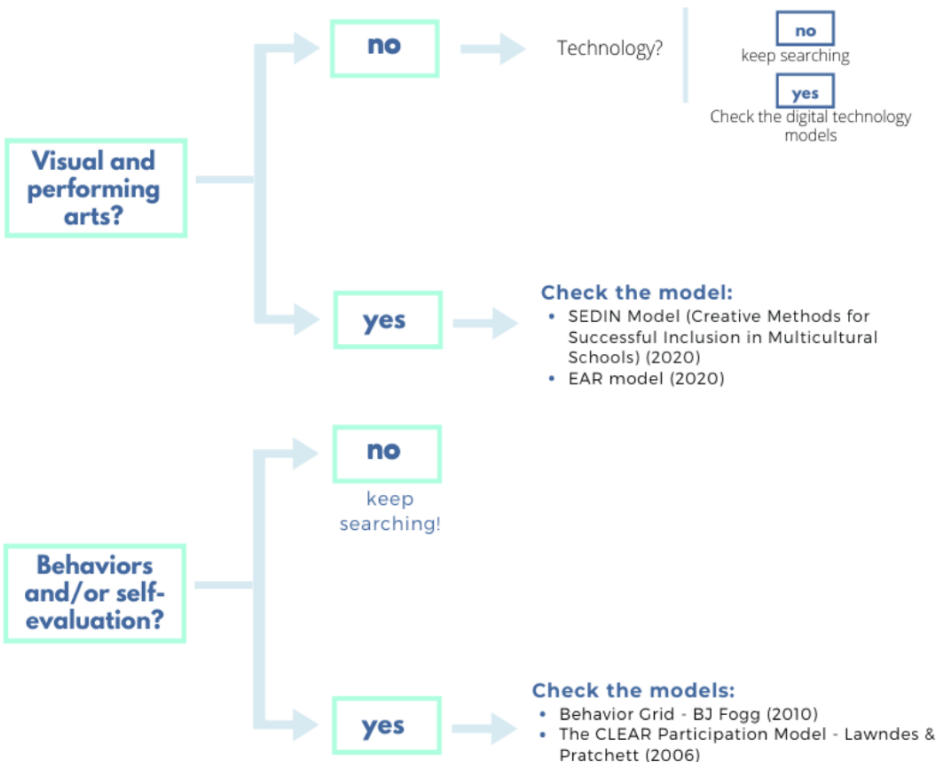 no
Technology?
no
keep searching
yes
Check the digital technology
models
Visual and
performing
arts?
yes
Check the model:
• SEDIN Model (Creative Methods for
Successful Inclusion in Multicultural
Schools) (2020)
• EAR model (2020)
no
keep
searching!
Behaviors
and/or self-
evaluation?
yes
Check the models:
• Behavior Grid - BJ Fogg (2010)
• The CLEAR Participation Model - Lawndes &
Pratchett (2006)